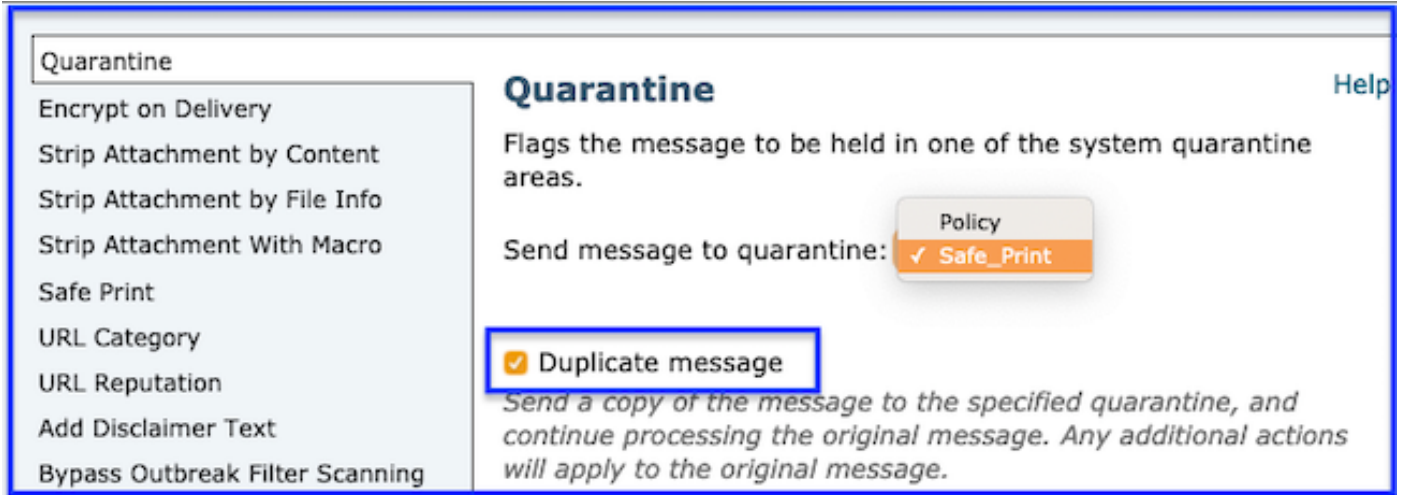 Quarantine
Encrypt on Delivery
Strip Attachment by Content
Strip Attachment by File Info
Strip Attachment With Macro
Safe Print
URL Category
URL Reputation
Add Disclaimer Text
Bypass Outbreak Filter Scanning
Quarantine
Help
Flags the message to be held in one of the system quarantine
areas.
Send message to quarantine:
Policy
✓ Safe_Print
Duplicate message
Send a copy of the message to the specified quarantine, and
continue processing the original message. Any additional actions
will apply to the original message.